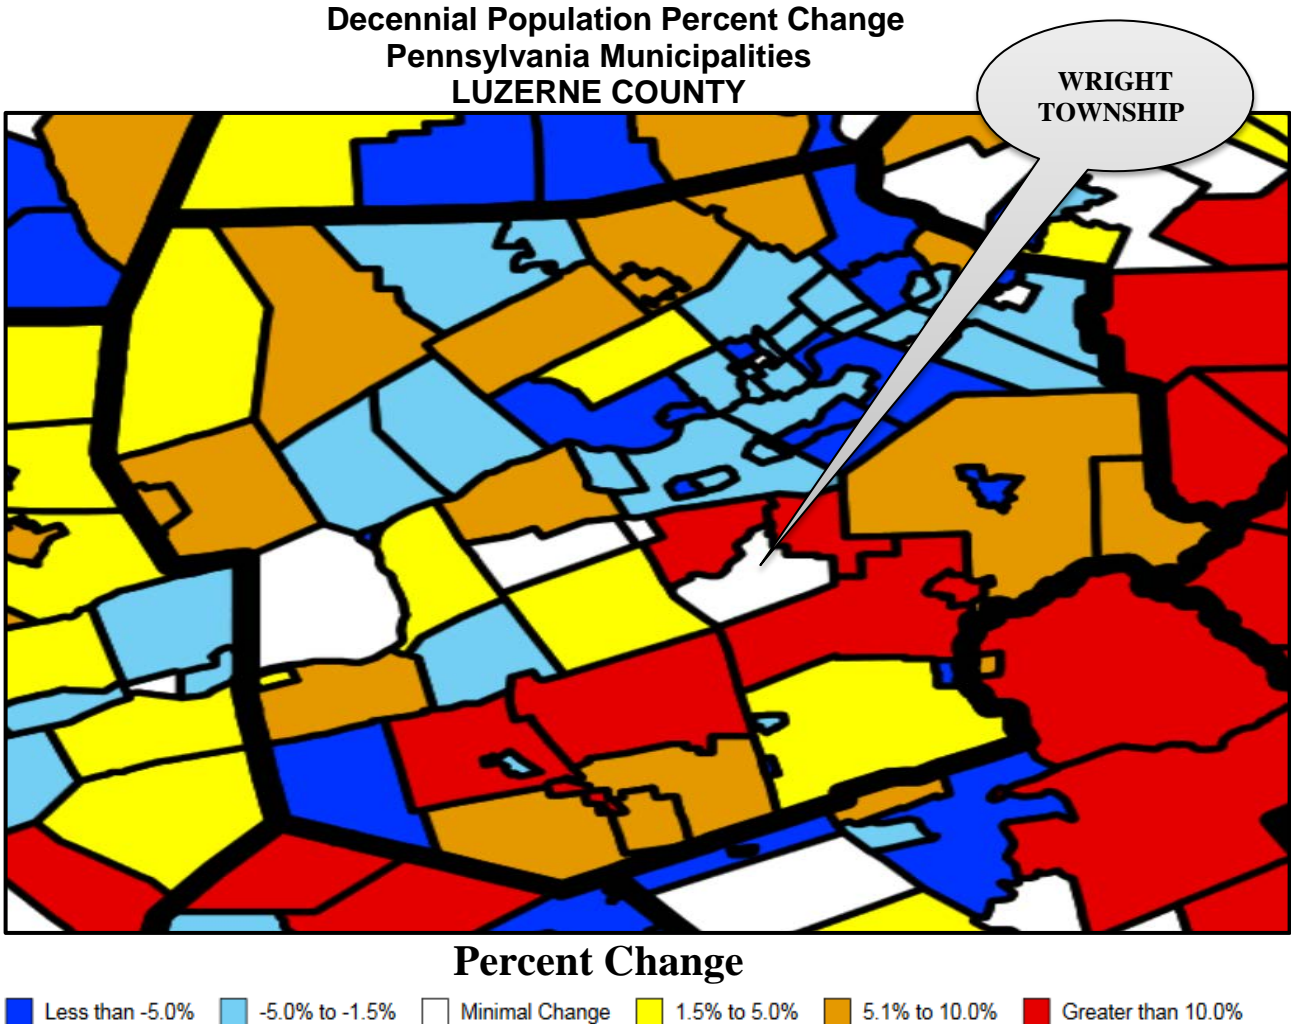 Decennial Population Percent Change
Pennsylvania Municipalities
LUZERNE COUNTY
WRIGHT
TOWNSHIP
Percent Change
Less than -5.0%
-5.0% to -1.5%
Minimal Change
1.5% to 5.0%
5.1% to 10.0%
Greater than 10.0%